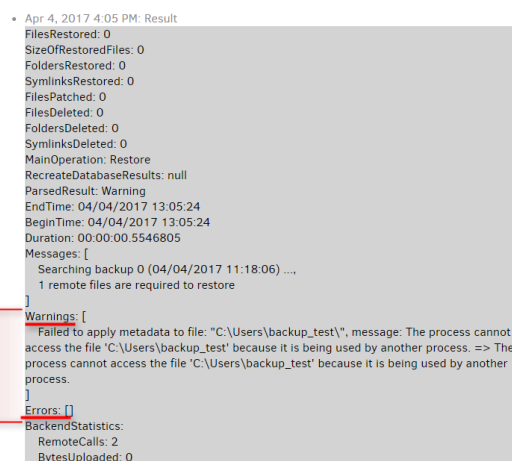 Apr 4, 2017 4:05 PM: Result
FilesRestored: 0
SizeOfRestoredFiles: 0
FoldersRestored: 0
SymlinksRestored: 0
FilesPatched: 0
FilesDeleted: 0
FoldersDeleted: 0
SymlinksDeleted: 0
MainOperation: Restore
RecreateDatabaseResults: null
ParsedResult: Warning
EndTime: 04/04/2017 13:05:24
BeginTime: 04/04/2017 13:05:24
Duration: 00:00:00.5546805
Messages: [
Searching backup 0 (04/04/2017 11:18:06) ...,
1 remote files are required to restore
]
Warnings: [
Failed to apply metadata to file: "C:\Users\backup_test\", message: The process cannot
access the file 'C:\Users\backup_test' because it is being used by another process. => The
process cannot access the file 'C:\Users\backup_test' because it is being used by another
process.
]
Errors: []
BackendStatistics:
RemoteCalls: 2
BytesUploaded: 0